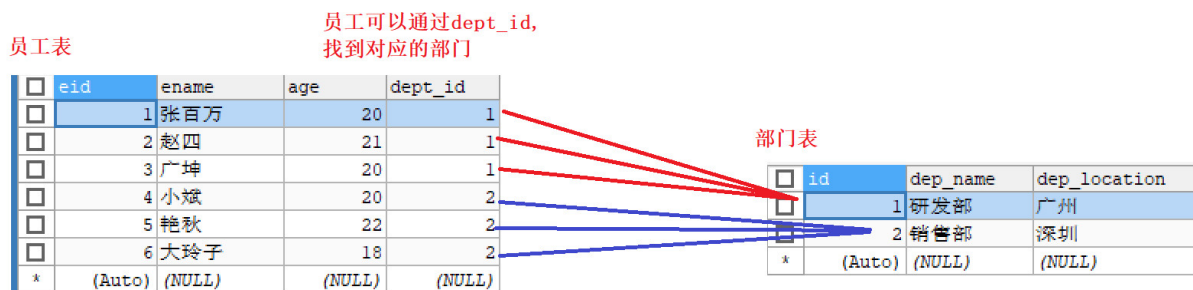 员工可以通过dept_id,
找到对应的部门
员工表
eid ename age dept_id
1 张百万 20 1
2 赵四 21 1
3 广坤 20 1
4 小斌 20 2
5 艳秋 22 2
6 大玲子 18 2
* (Auto) (NULL) (NULL) (NULL)
部门表
id dep_name dep_location
1 研发部 广州
2 销售部 深圳
* (Auto) (NULL) (NULL)